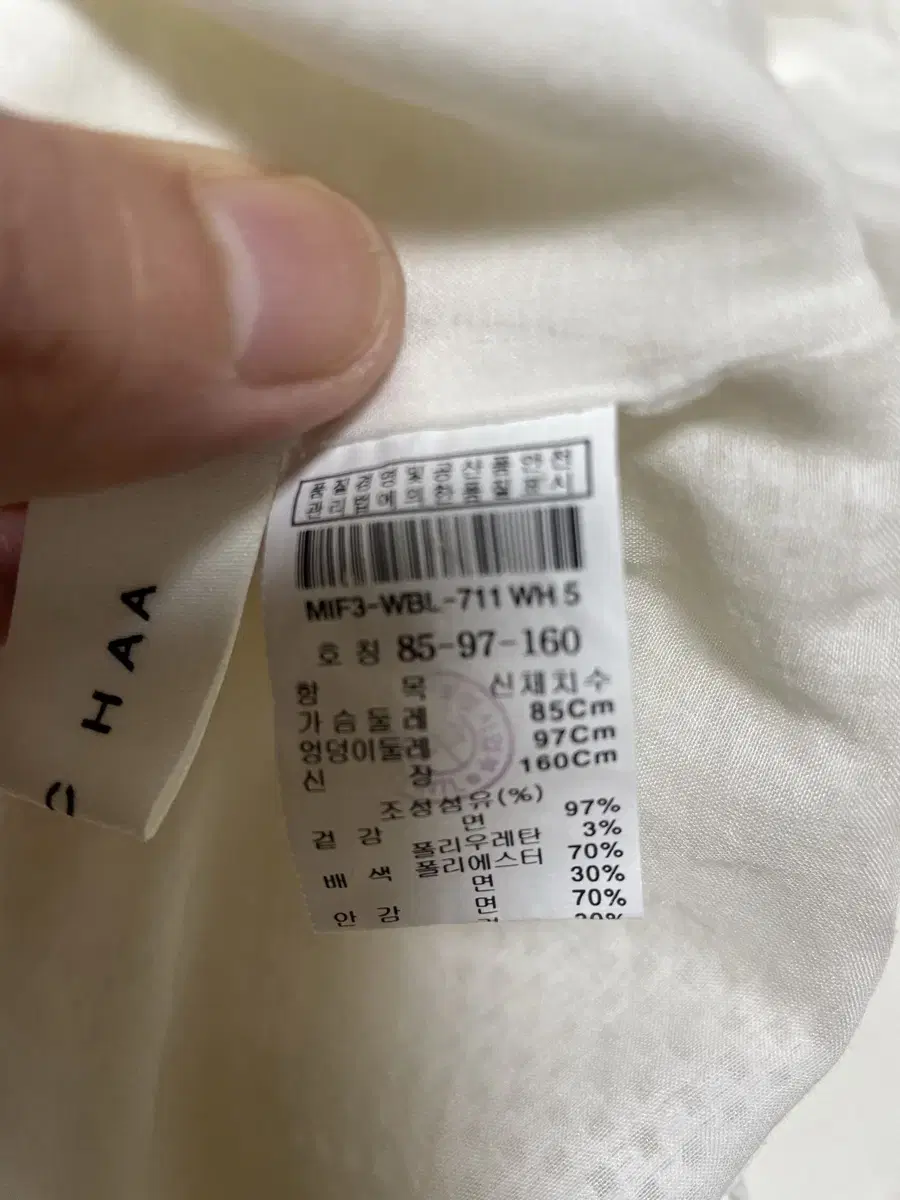 품질경영 및 공산품안전
관리법에 의한 품질표시
MIF3-WBL-711 WH 5
호 칭 85-97-160
항 목 신체치수
가슴둘레 85Cm
엉덩이둘레 97Cm
신 장 160Cm
조성섬유(%)
겉 감 면 97%
폴리우레탄 3%
배 색 폴리에스터 70%
면 30%
안 감 면 70%
30%
C HAA